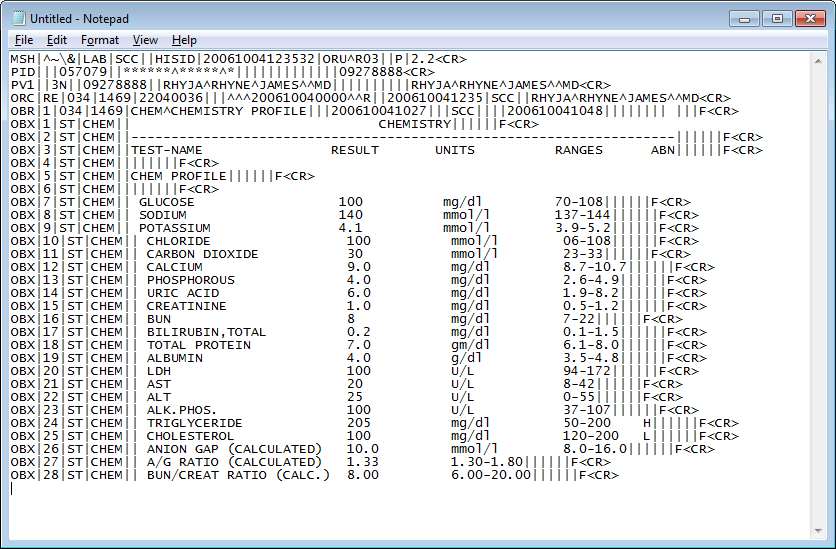 Untitled - Notepad
File Edit Format View Help
MSH|^~\&|LAB|SCC||HISID|20061004123532|ORU^R03||P|2.2<CR>
PID|||057079||******^*****^*|||||||||||||09278888<CR>
PV1||3N||09278888||RHYJA^RHYNE^JAMES^^MD||||||||||RHYJA^RHYNE^JAMES^^MD<CR>
ORC|RE|034|1469|22040036|||^^^200610040000^^R||200610041235|SCC||RHYJA^RHYNE^JAMES^^MD<CR>
OBR|1|034|1469|CHEM^CHEMISTRY PROFILE|||200610041027|||SCC||||200610041048|||||||| |||F<CR>
OBX|1|ST|CHEM|| CHEMISTRY||||||F<CR>
OBX|2|ST|CHEM||--------------------------------------------------------------------||||||F<CR>
OBX|3|ST|CHEM||TEST-NAME RESULT UNITS RANGES ABN||||||F<CR>
OBX|4|ST|CHEM||||||||F<CR>
OBX|5|ST|CHEM||CHEM PROFILE||||||F<CR>
OBX|6|ST|CHEM||||||||F<CR>
OBX|7|ST|CHEM|| GLUCOSE 100 mg/dl 70-108||||||F<CR>
OBX|8|ST|CHEM|| SODIUM 140 mmol/l 137-144||||||F<CR>
OBX|9|ST|CHEM|| POTASSIUM 4.1 mmol/l 3.9-5.2||||||F<CR>
OBX|10|ST|CHEM|| CHLORIDE 100 mmol/l 06-108||||||F<CR>
OBX|11|ST|CHEM|| CARBON DIOXIDE 30 mmol/l 23-33||||||F<CR>
OBX|12|ST|CHEM|| CALCIUM 9.0 mg/dl 8.7-10.7||||||F<CR>
OBX|13|ST|CHEM|| PHOSPHOROUS 4.0 mg/dl 2.6-4.9||||||F<CR>
OBX|14|ST|CHEM|| URIC ACID 6.0 mg/dl 1.9-8.2||||||F<CR>
OBX|15|ST|CHEM|| CREATININE 1.0 mg/dl 0.5-1.2||||||F<CR>
OBX|16|ST|CHEM|| BUN 8 mg/dl 7-22||||| |F<CR>
OBX|17|ST|CHEM|| BILIRUBIN,TOTAL 0.2 mg/dl 0.1-1.5||||||F<CR>
OBX|18|ST|CHEM|| TOTAL PROTEIN 7.0 gm/dl 6.1-8.0||||||F<CR>
OBX|19|ST|CHEM|| ALBUMIN 4.0 g/dl 3.5-4.8||||||F<CR>
OBX|20|ST|CHEM|| LDH 100 U/L 94-172||||||F<CR>
OBX|21|ST|CHEM|| AST 20 U/L 8-42||||||F<CR>
OBX|22|ST|CHEM|| ALT 25 U/L 0-55||||||F<CR>
OBX|23|ST|CHEM|| ALK.PHOS. 100 U/L 37-107||||||F<CR>
OBX|24|ST|CHEM|| TRIGLYCERIDE 205 mg/dl 50-200 H||||||F<CR>
OBX|25|ST|CHEM|| CHOLESTEROL 100 mg/dl 120-200 L||||||F<CR>
OBX|26|ST|CHEM|| ANION GAP (CALCULATED) 10.0 mmol/l 8.0-16.0||||||F<CR>
OBX|27|ST|CHEM|| A/G RATIO (CALCULATED) 1.33 1.30-1.80||||||F<CR>
OBX|28|ST|CHEM|| BUN/CREAT RATIO (CALC.) 8.00 6.00-20.00||||||F<CR>